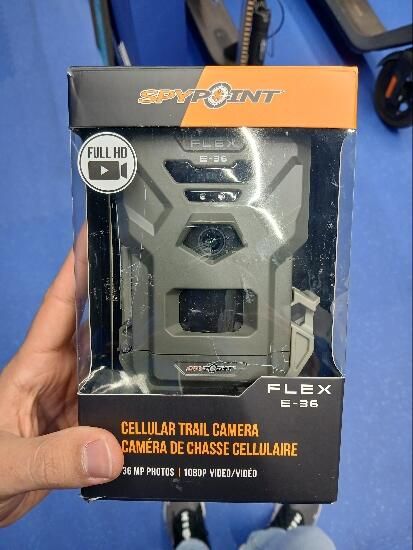 SPYPOINT
FULL HD
FLEX
E-36
SPYPOINT
FLEX
E-36
CELLULAR TRAIL CAMERA
CAMÉRA DE CHASSE CELLULAIRE
36 MP PHOTOS | 1080P VIDEO/VIDÉO